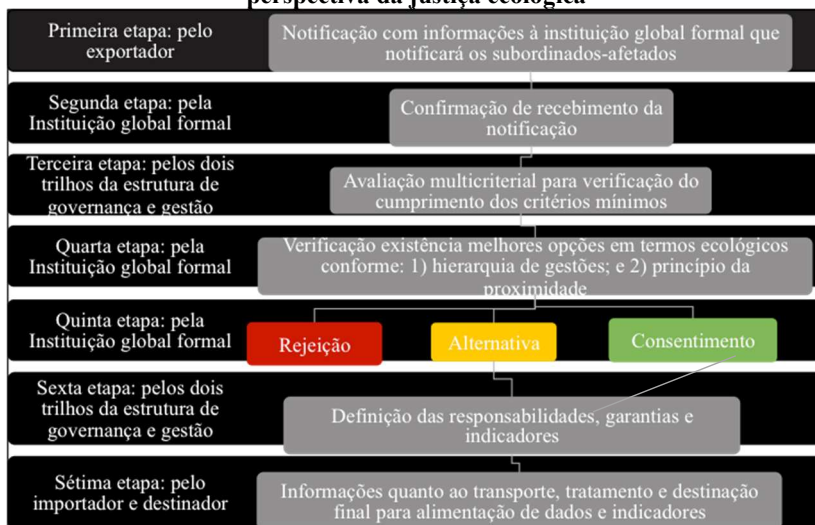 perspectiva da justiça ecológica
Primeira etapa: pelo
exportador
Notificação com informações à instituição global formal que
notificará os subordinados-afetados
Segunda etapa: pela
Instituição global formal
Confirmação de recebimento da
notificação
Terceira etapa: pelos dois
trilhos da estrutura de
governança e gestão
Avaliação multicriterial para verificação do
cumprimento dos critérios mínimos
Quarta etapa: pela
Instituição global formal
Verificação existência melhores opções em termos ecológicos
conforme: 1) hierarquia de gestões; e 2) princípio da
proximidade
Quinta etapa: pela
Instituição global formal
Rejeição
Alternativa
Consentimento
Sexta etapa: pelos dois
trilhos da estrutura de
governança e gestão
Definição das responsabilidades, garantias e
indicadores
Sétima etapa: pelo
importador e destinador
Informações quanto ao transporte, tratamento e destinação
final para alimentação de dados e indicadores